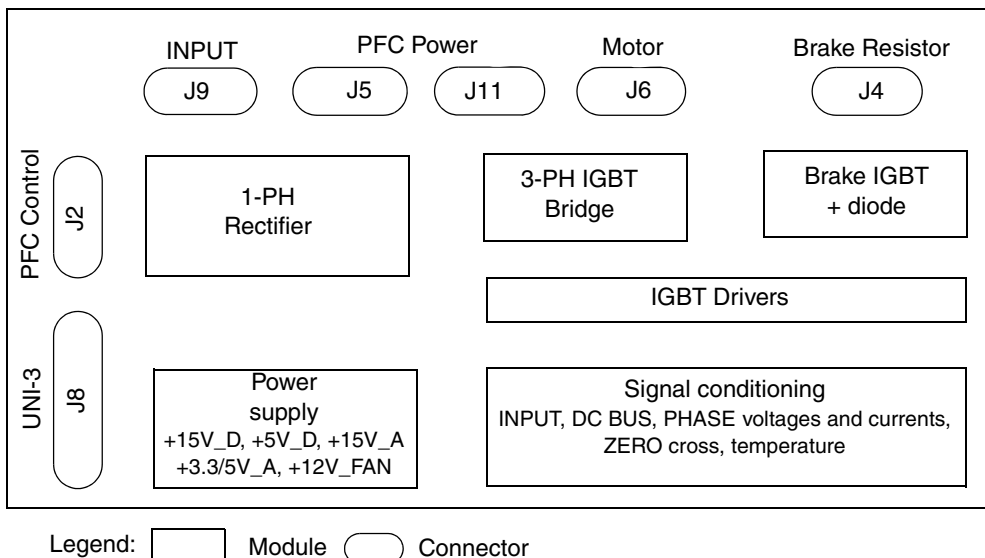 INPUT
PFC Power
Motor
Brake Resistor
J9
J5
J11
J6
J4
PFC Control
J2
1-PH
Rectifier
3-PH IGBT
Bridge
Brake IGBT
+ diode
IGBT Drivers
UNI-3
J8
Power
supply
+15V_D, +5V_D, +15V_A
+3.3/5V_A, +12V_FAN
Signal conditioning
INPUT, DC BUS, PHASE voltages and currents,
ZERO cross, temperature
Legend:
Module
Connector